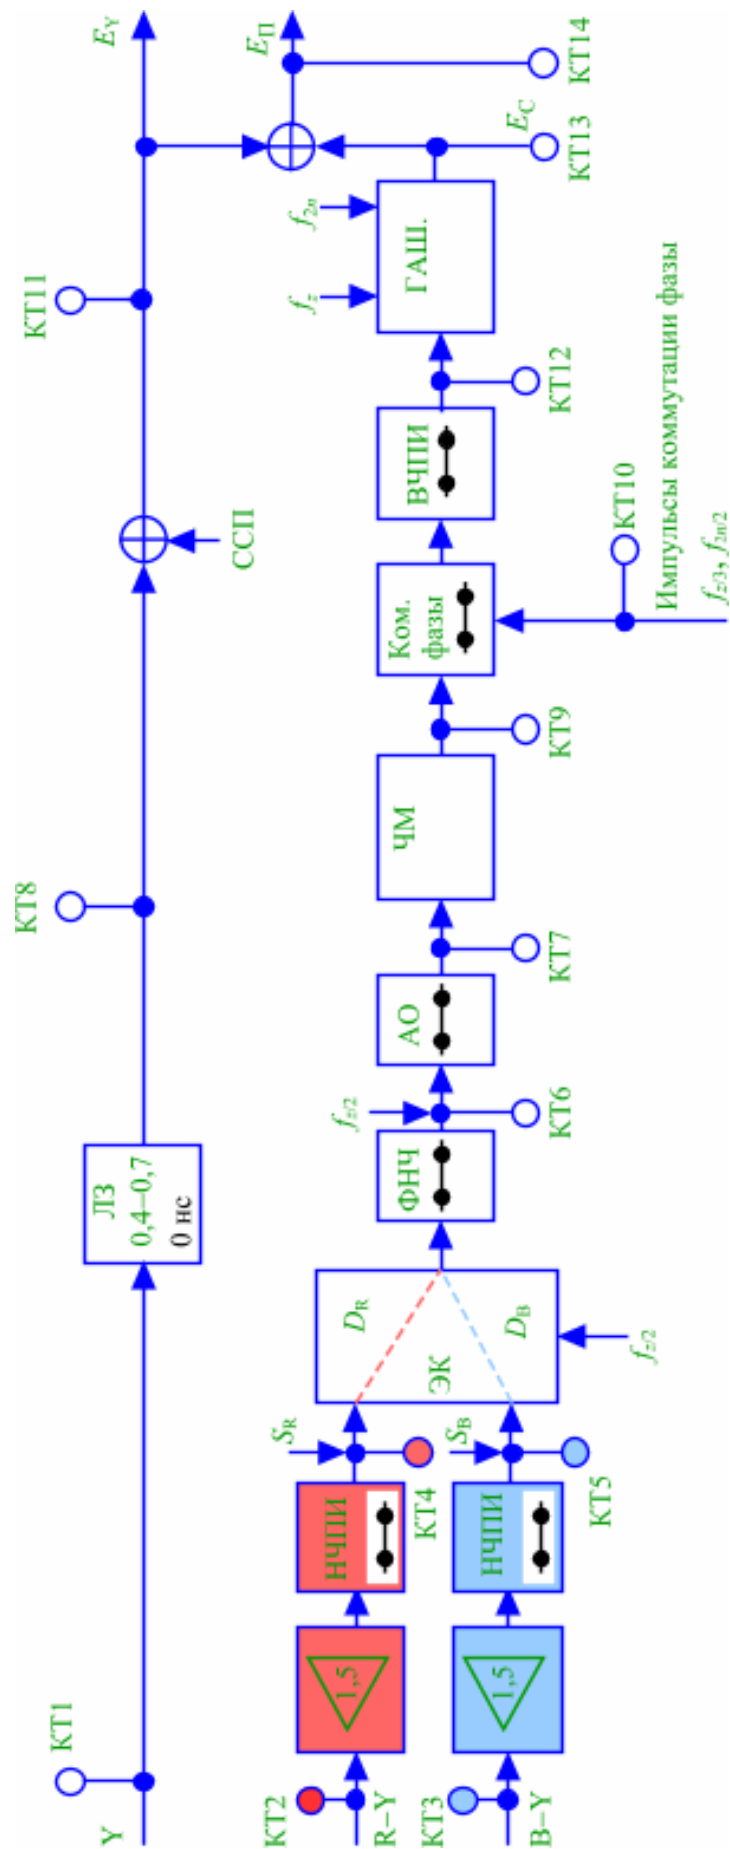 Y
КТ1
ЛЗ
0,4–0,7
0 нс
КТ8
ССП
КТ11
E_Y
E_П
КТ14
E_C
КТ13
КТ2
R–Y
1,5
НЧПИ
S_R
КТ4
КТ3
B–Y
1,5
НЧПИ
S_B
КТ5
D_R
ЭК
D_B
f_z/2
ФНЧ
f_z/2
КТ6
АО
КТ7
ЧМ
КТ9
Ком.
фазы
КТ10
Импульсы коммутации фазы
f_z/3, f_2п/2
ВЧПИ
КТ12
ГАШ.
f_z
f_2п